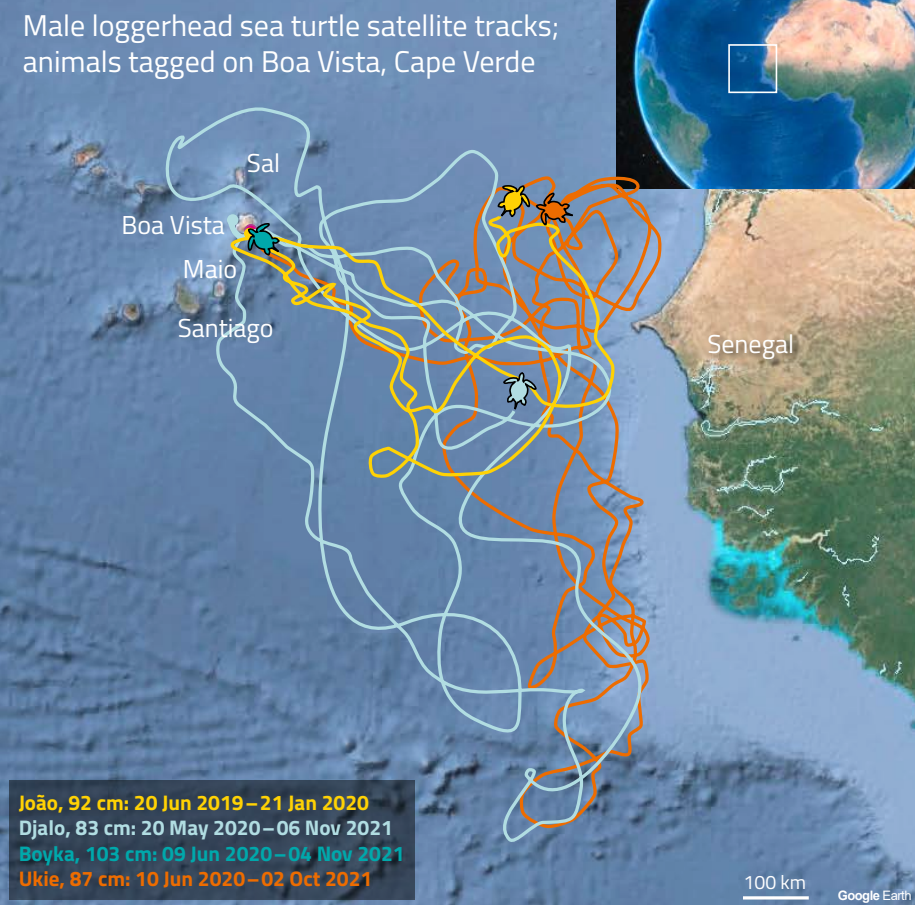 Male loggerhead sea turtle satellite tracks;
animals tagged on Boa Vista, Cape Verde
Sal
Boa Vista
Maio
Santiago
Senegal
João, 92 cm: 20 Jun 2019–21 Jan 2020
Djalo, 83 cm: 20 May 2020–06 Nov 2021
Boyka, 103 cm: 09 Jun 2020–04 Nov 2021
Ukie, 87 cm: 10 Jun 2020–02 Oct 2021
100 km
Google Earth